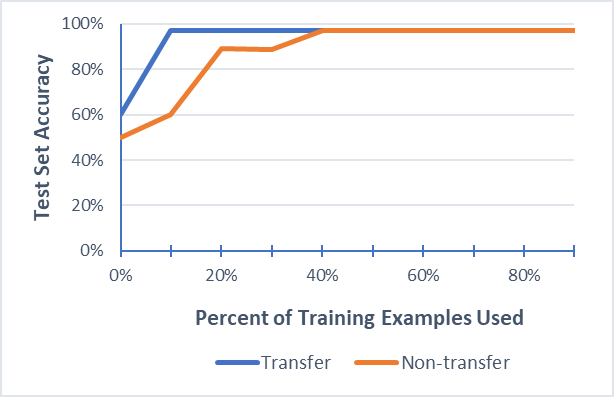 100%
80%
60%
40%
20%
0%
Test Set Accuracy
0% 20% 40% 60% 80%
Percent of Training Examples Used
Transfer Non-transfer